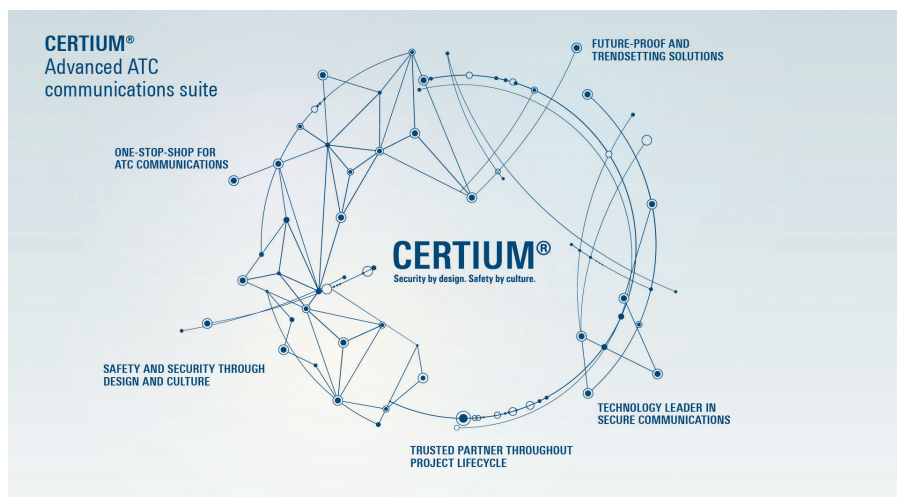 CERTIUM®
Advanced ATC
communications suite
FUTURE-PROOF AND
TRENDSETTING SOLUTIONS
ONE-STOP-SHOP FOR
ATC COMMUNICATIONS
CERTIUM®
Security by design. Safety by culture.
SAFETY AND SECURITY THROUGH
DESIGN AND CULTURE
TECHNOLOGY LEADER IN
SECURE COMMUNICATIONS
TRUSTED PARTNER THROUGHOUT
PROJECT LIFECYCLE